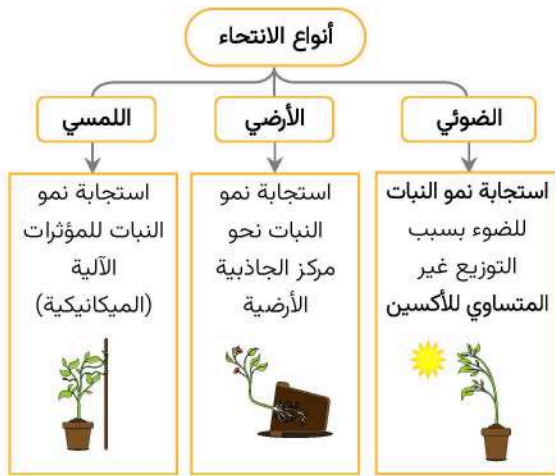 أنواع الانتحاء
الضوئي
استجابة نمو النبات
للضوء بسبب
التوزيع غير
المتساوي للأكسين
الأرضي
استجابة نمو
النبات نحو
مركز الجاذبية
الأرضية
اللمسي
استجابة نمو
النبات للمؤثرات
الآلية
(الميكانيكية)